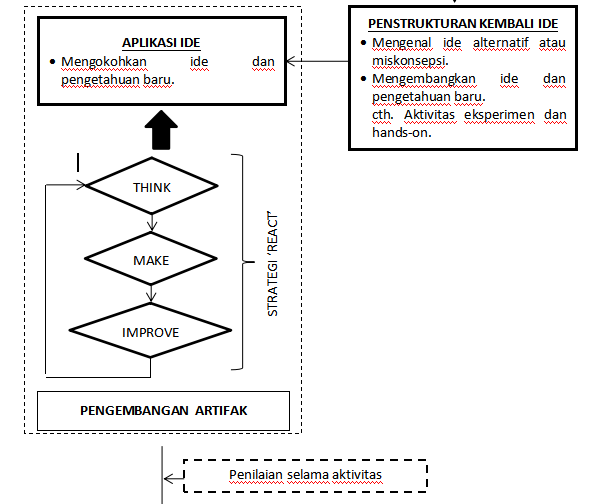 APLIKASI IDE
• Mengokohkan ide dan
pengetahuan baru.
PENSTRUKTURAN KEMBALI IDE
• Mengenal ide alternatif atau
miskonsepsi.
• Mengembangkan ide dan
pengetahuan baru.
cth. Aktivitas eksperimen dan
hands-on.
THINK
MAKE
IMPROVE
STRATEGI 'REACT'
PENGEMBANGAN ARTIFAK
Penilaian selama aktivitas